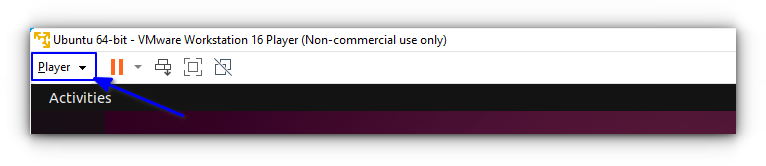 Ubuntu 64-bit - VMware Workstation 16 Player (Non-commercial use only)
Player
Activities